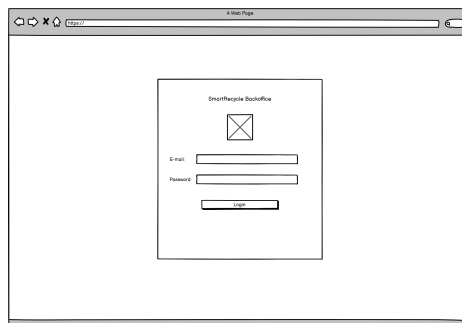 A Web Page
https://
SmartRecycle Backoffice
E-mail:
Password:
Login